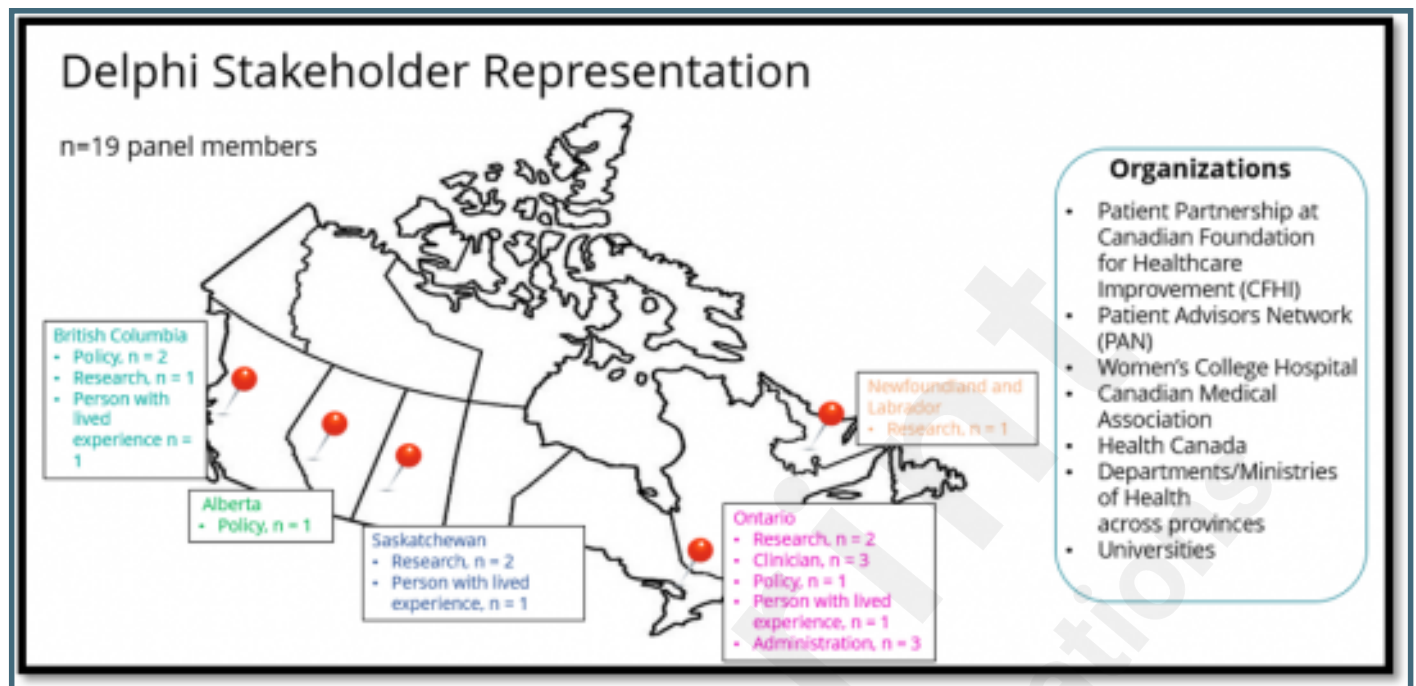 Delphi Stakeholder Representation
n=19 panel members
British Columbia
• Policy, n = 2
• Research, n = 1
• Person with
lived
experience n =
1
Alberta
• Policy, n = 1
Saskatchewan
• Research, n = 2
• Person with lived
experience, n = 1
Ontario
• Research, n = 2
• Clinician, n = 3
• Policy, n = 1
• Person with lived
experience, n = 1
• Administration, n = 3
Newfoundland and
Labrador
• Research, n = 1
Organizations
• Patient Partnership at
Canadian Foundation
for Healthcare
Improvement (CFHI)
• Patient Advisors Network
(PAN)
• Women's College Hospital
• Canadian Medical
Association
• Health Canada
• Departments/Ministries
of Health
across provinces
• Universities